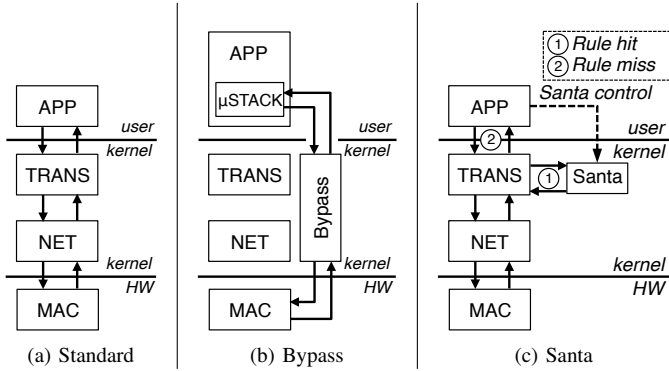 APP
user
kernel
TRANS
NET
kernel
HW
MAC
(a) Standard
APP
µSTACK
user
kernel
TRANS
NET
Bypass
kernel
HW
MAC
(b) Bypass
① Rule hit
② Rule miss
Santa control
APP
②
user
kernel
TRANS
①
Santa
NET
kernel
HW
MAC
(c) Santa